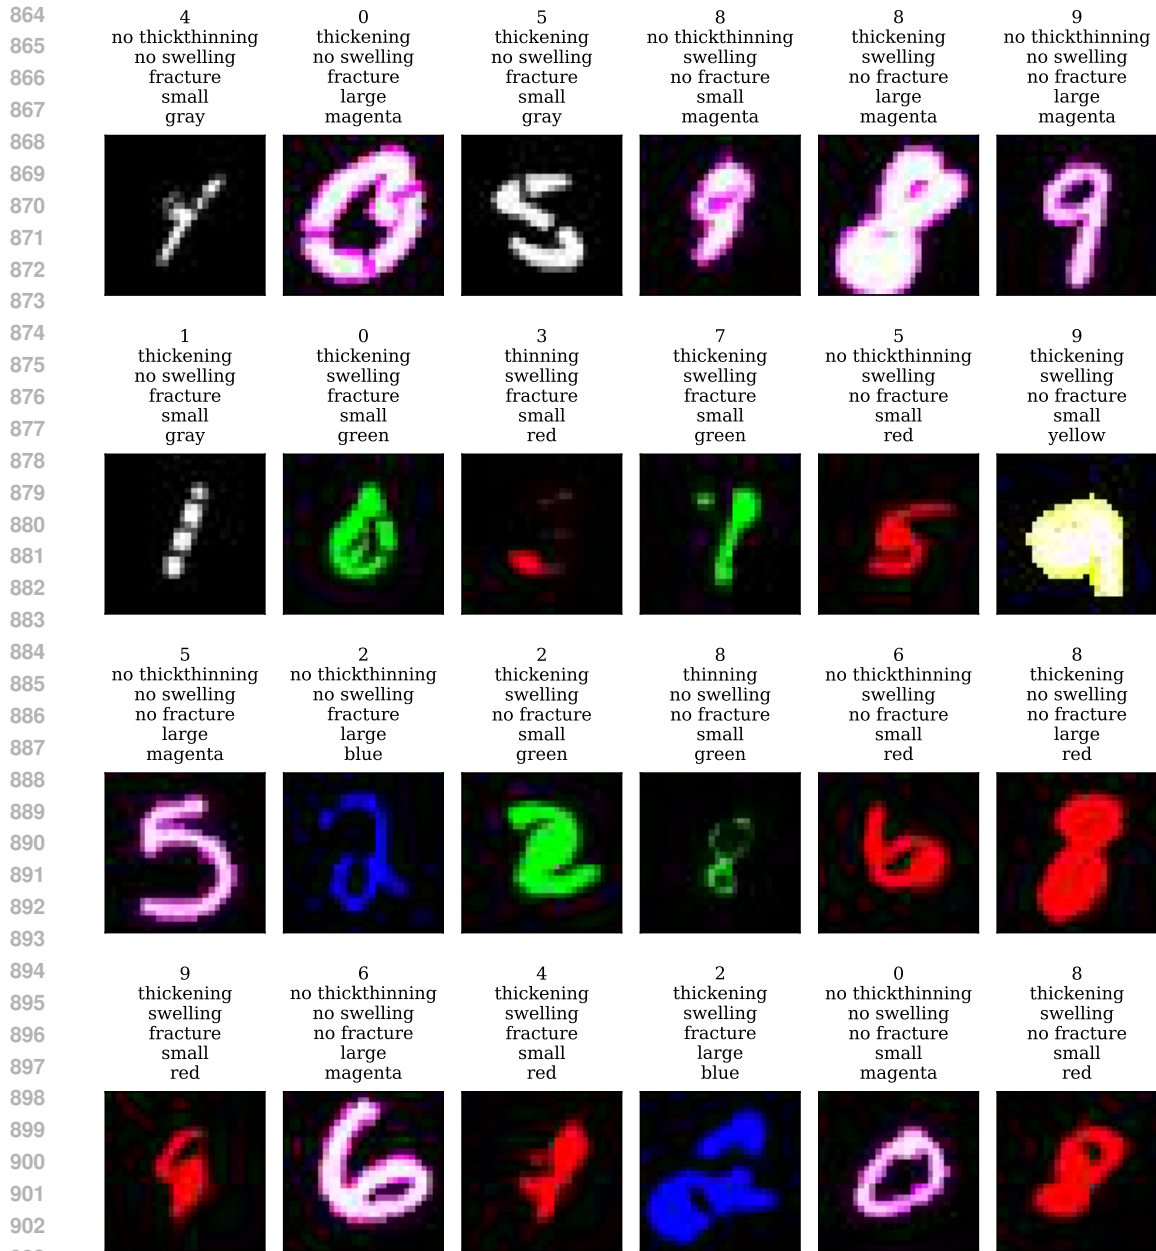 864
865
866
867
868
869
870
871
872
873
874
875
876
877
878
879
880
881
882
883
884
885
886
887
888
889
890
891
892
893
894
895
896
897
898
899
900
901
902
4
no thickthinning
no swelling
fracture
small
gray
0
thickening
no swelling
fracture
large
magenta
5
thickening
no swelling
fracture
small
gray
8
no thickthinning
swelling
no fracture
small
magenta
8
thickening
swelling
no fracture
large
magenta
9
no thickthinning
no swelling
no fracture
large
magenta
1
thickening
no swelling
fracture
small
gray
0
thickening
swelling
fracture
small
green
3
thinning
swelling
fracture
small
red
7
thickening
swelling
fracture
small
green
5
no thickthinning
swelling
no fracture
small
red
9
thickening
swelling
no fracture
small
yellow
5
no thickthinning
no swelling
no fracture
large
magenta
2
no thickthinning
no swelling
fracture
large
blue
2
thickening
swelling
no fracture
small
green
8
thinning
no swelling
no fracture
small
green
6
no thickthinning
swelling
no fracture
small
red
8
thickening
no swelling
no fracture
large
red
9
thickening
swelling
fracture
small
red
6
no thickthinning
no swelling
no fracture
large
magenta
4
thickening
swelling
fracture
small
red
2
thickening
swelling
fracture
large
blue
0
no thickthinning
no swelling
no fracture
small
magenta
8
thickening
swelling
no fracture
small
red